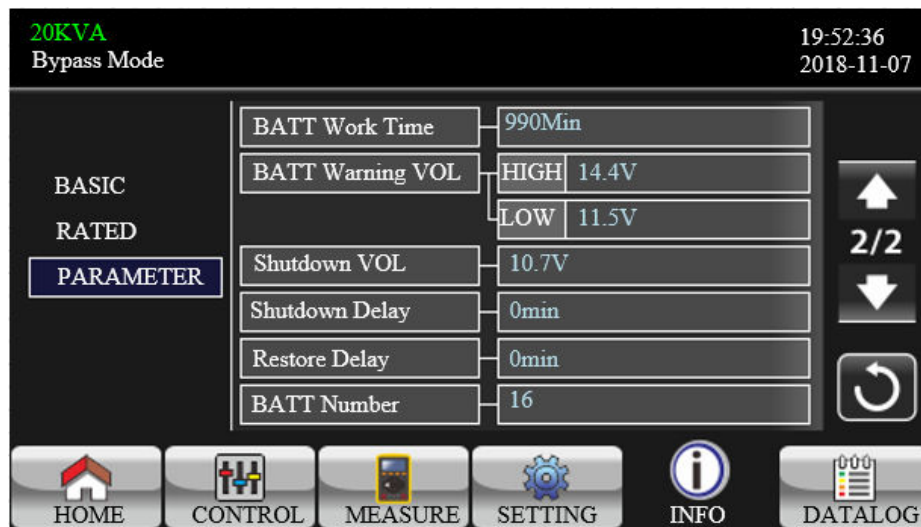 20KVA
Bypass Mode
19:52:36
2018-11-07
BASIC
RATED
PARAMETER
BATT Work Time 990Min
BATT Warning VOL HIGH 14.4V
LOW 11.5V
Shutdown VOL 10.7V
Shutdown Delay 0min
Restore Delay 0min
BATT Number 16
2/2
HOME CONTROL MEASURE SETTING INFO DATALOG